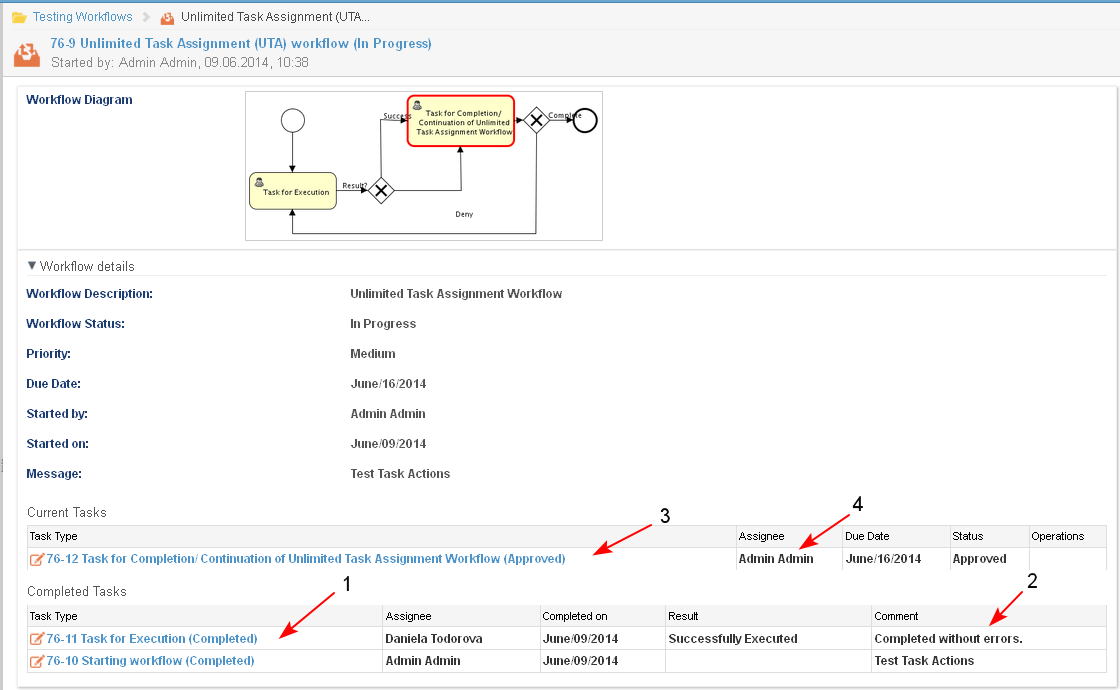 Testing Workflows Unlimited Task Assignment (UTA...
76-9 Unlimited Task Assignment (UTA) workflow (In Progress)
Started by: Admin Admin, 09.06.2014, 10:38
Workflow Diagram
Success
Task for Completion/
Continuation of Unlimited
Task Assignment Workflow
Complete
Task for Execution
Result?
Deny
Workflow details
Workflow Description: Unlimited Task Assignment Workflow
Workflow Status: In Progress
Priority: Medium
Due Date: June/16/2014
Started by: Admin Admin
Started on: June/09/2014
Message: Test Task Actions
3
4
Current Tasks
Task Type Assignee Due Date Status Operations
76-12 Task for Completion/ Continuation of Unlimited Task Assignment Workflow (Approved) Admin Admin June/16/2014 Approved
1
2
Completed Tasks
Task Type Assignee Completed on Result Comment
76-11 Task for Execution (Completed) Daniela Todorova June/09/2014 Successfully Executed Completed without errors.
76-10 Starting workflow (Completed) Admin Admin June/09/2014 Test Task Actions